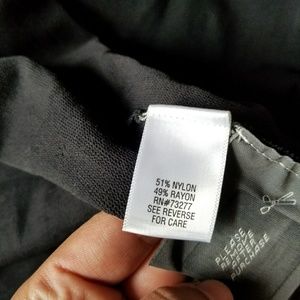 51% NYLON
49% RAYON
RN#73277
SEE REVERSE
FOR CARE
PLEASE
REMOVE
BEFORE
PURCHASE